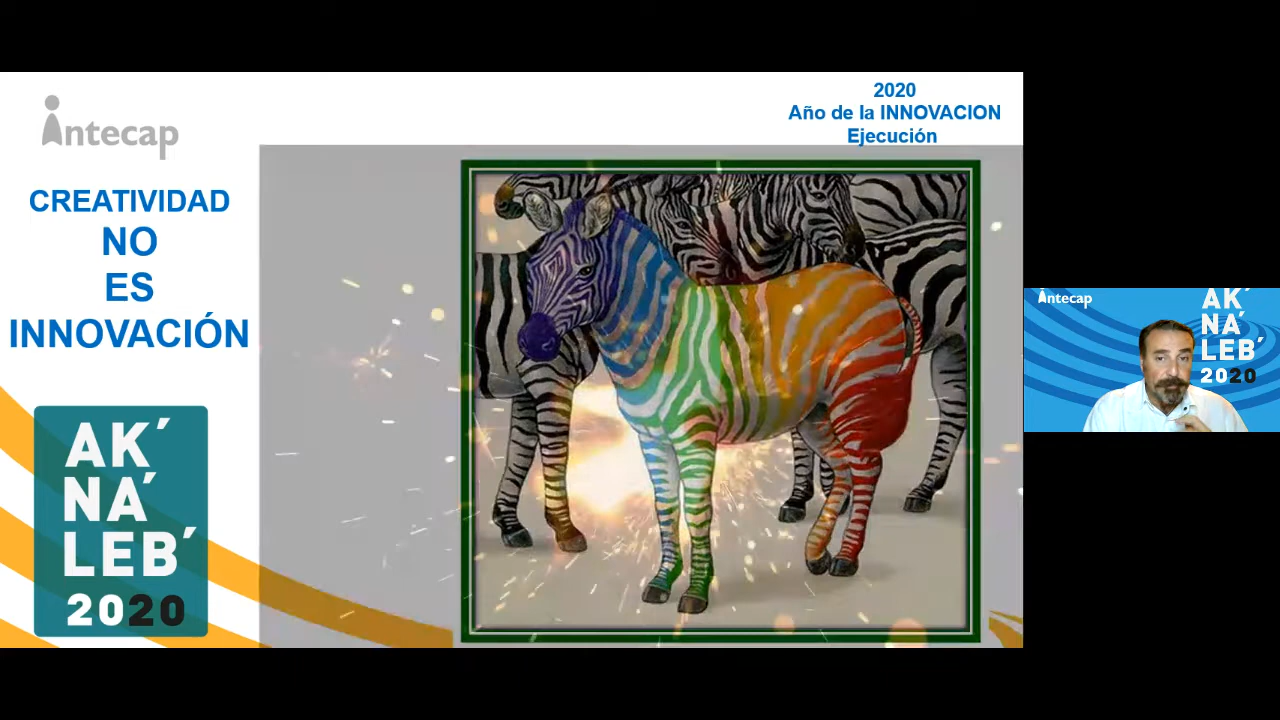 intecap
2020
Año de la INNOVACION
Ejecución
CREATIVIDAD
NO
ES
INNOVACIÓN
AK´
NA´
LEB´
2020
intecap
AK´
NA´
LEB´
2020